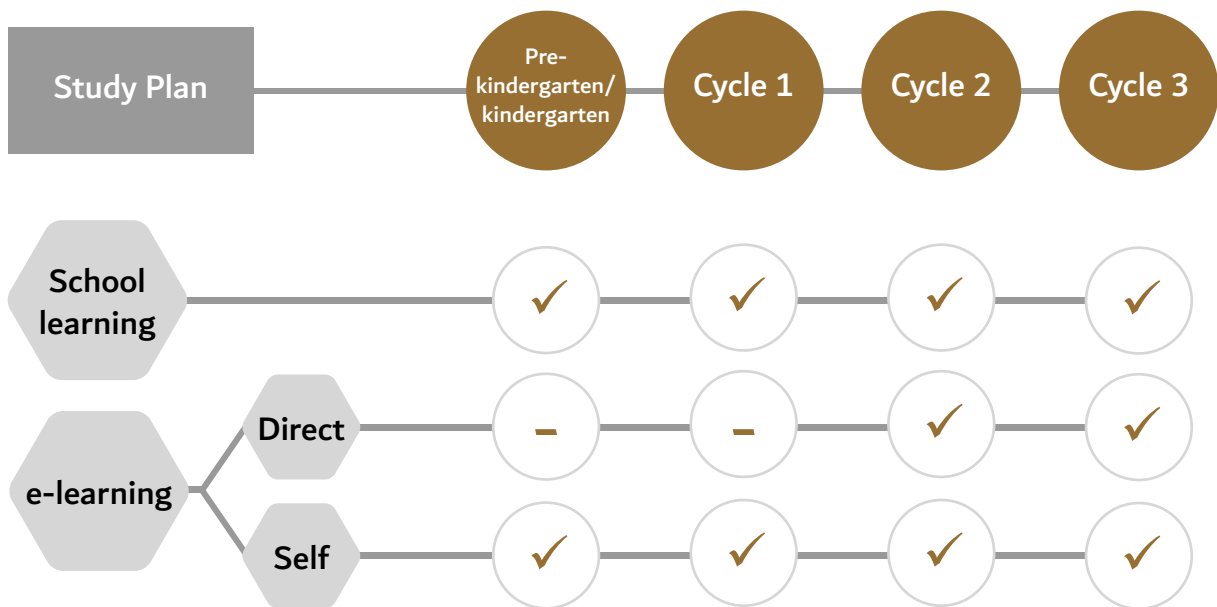 Study Plan
Pre-
kindergarten/
kindergarten
Cycle 1
Cycle 2
Cycle 3
School
learning
✓ ✓ ✓ ✓
e-learning
Direct
- - ✓ ✓
Self
✓ ✓ ✓ ✓